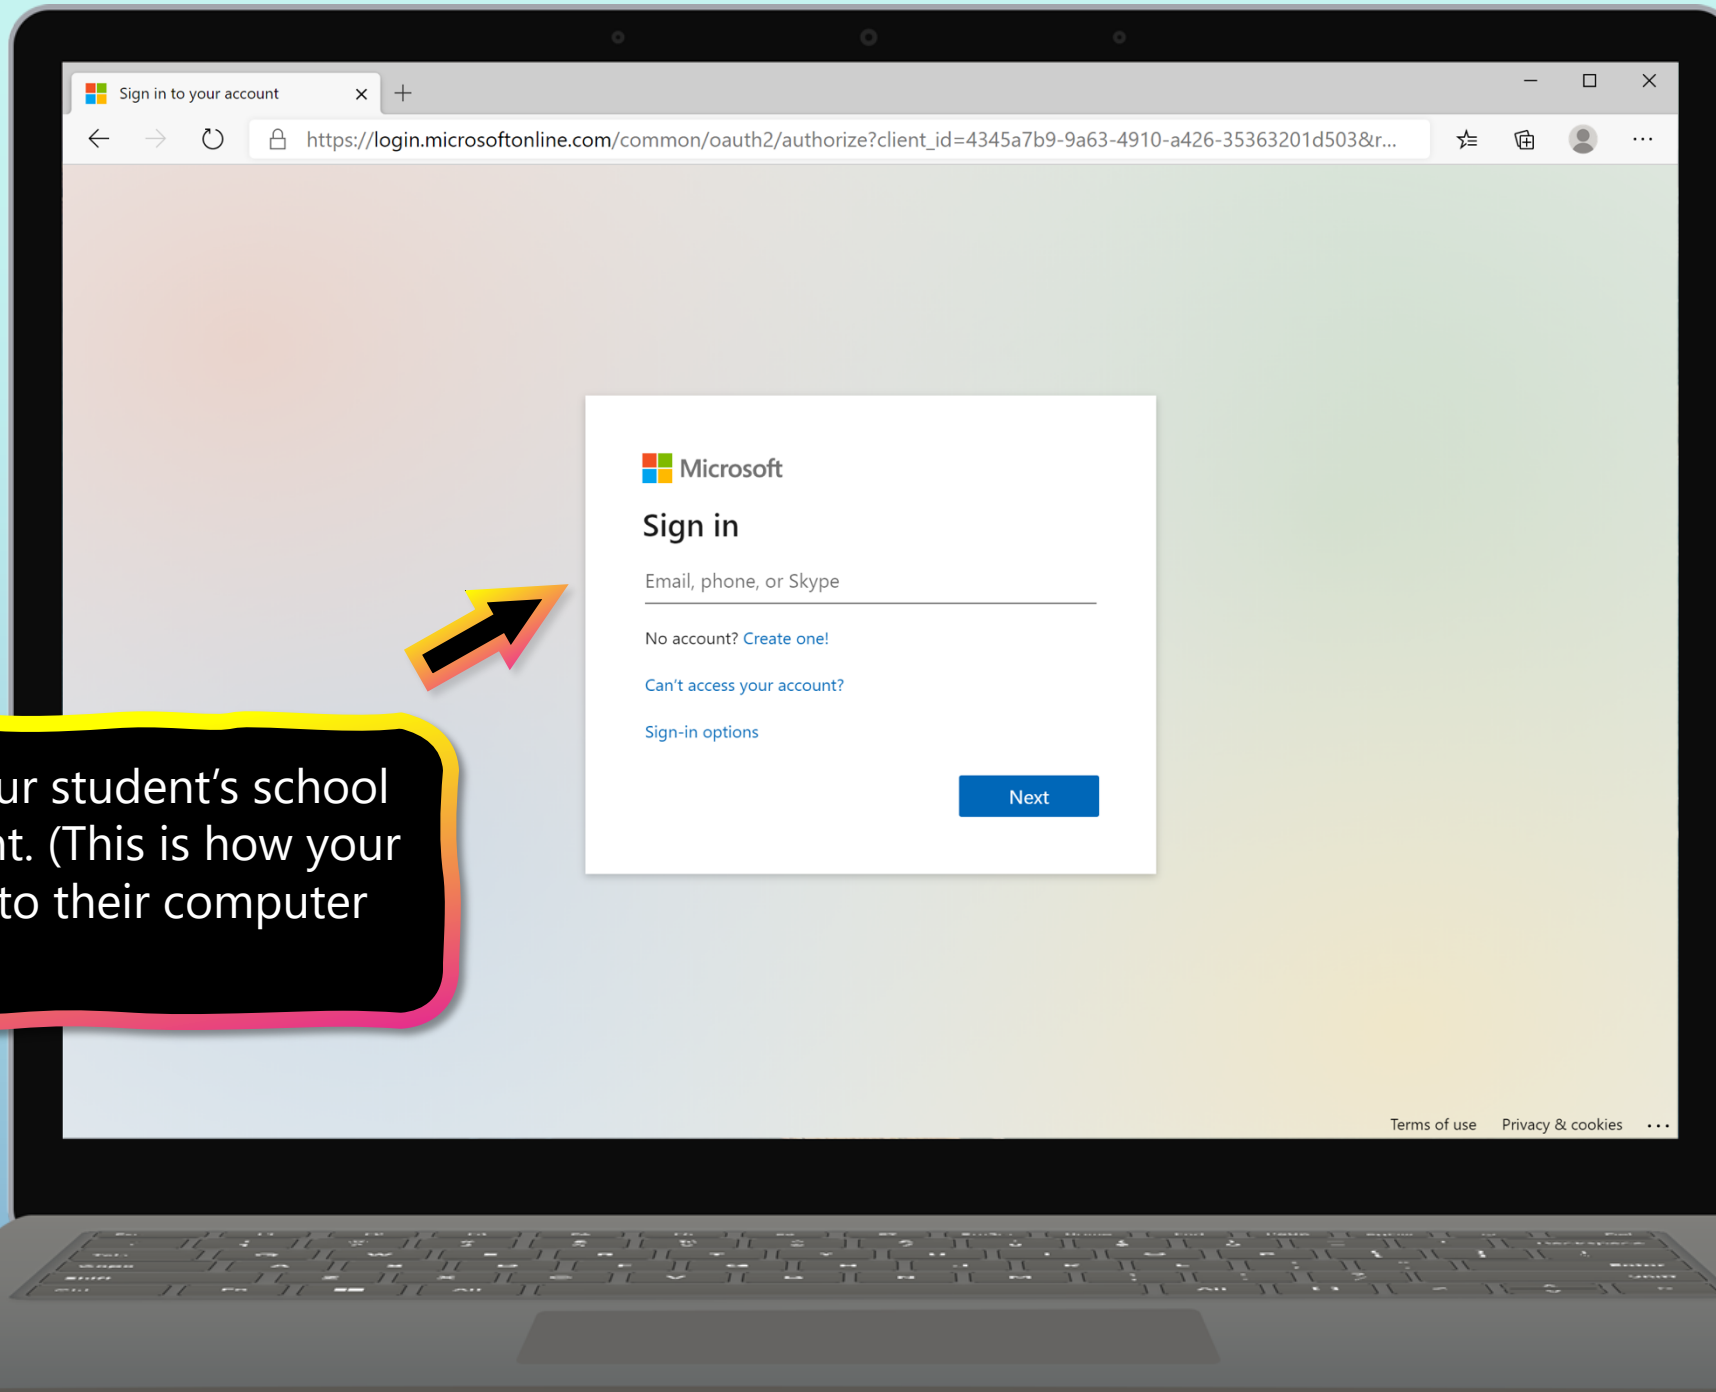 Sign in to your account
https://login.microsoftonline.com/common/oauth2/authorize?client_id=4345a7b9-9a63-4910-a426-35363201d503&r...
Microsoft
Sign in
Email, phone, or Skype
No account? Create one!
Can't access your account?
Sign-in options
Next
student's school
(This is how your
to their computer
Terms of use Privacy & cookies